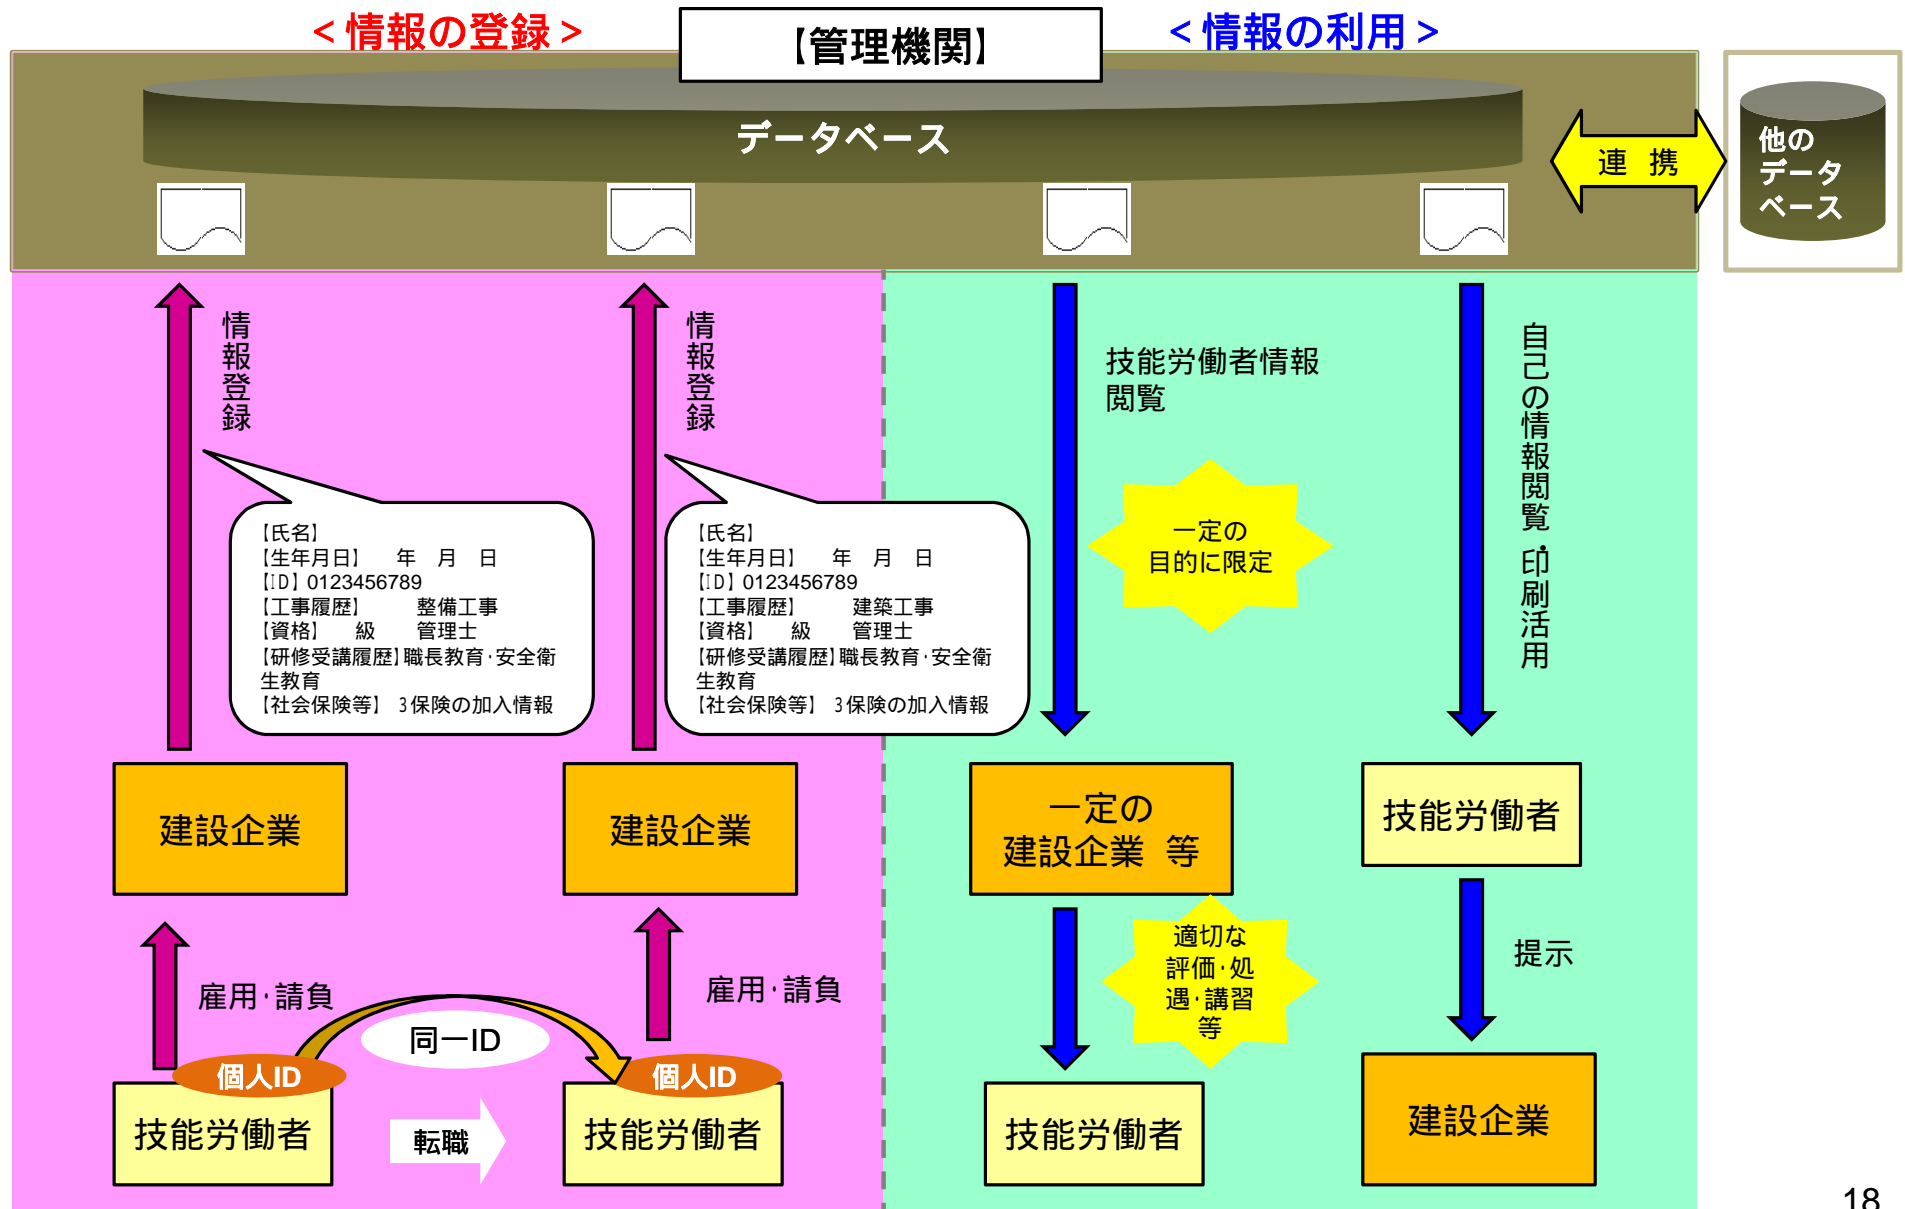 ＜情報の登録＞
【管理機関】
＜情報の利用＞
データベース
連 携
他の
データ
ベース
情報登録
情報登録
技能労働者情報
閲覧
自己の情報閲覧・印刷活用
【氏名】
【生年月日】 年 月 日
【ID】0123456789
【工事履歴】 整備工事
【資格】 級 管理士
【研修受講履歴】職長教育・安全衛
生教育
【社会保険等】 3保険の加入情報
【氏名】
【生年月日】 年 月 日
【ID】0123456789
【工事履歴】 建築工事
【資格】 級 管理士
【研修受講履歴】職長教育・安全衛
生教育
【社会保険等】 3保険の加入情報
一定の
目的に限定
建設企業
建設企業
一定の
建設企業 等
技能労働者
雇用・請負
雇用・請負
適切な
評価・処
遇・講習
等
提示
同一ID
個人ID
個人ID
技能労働者
転職
技能労働者
技能労働者
建設企業
18